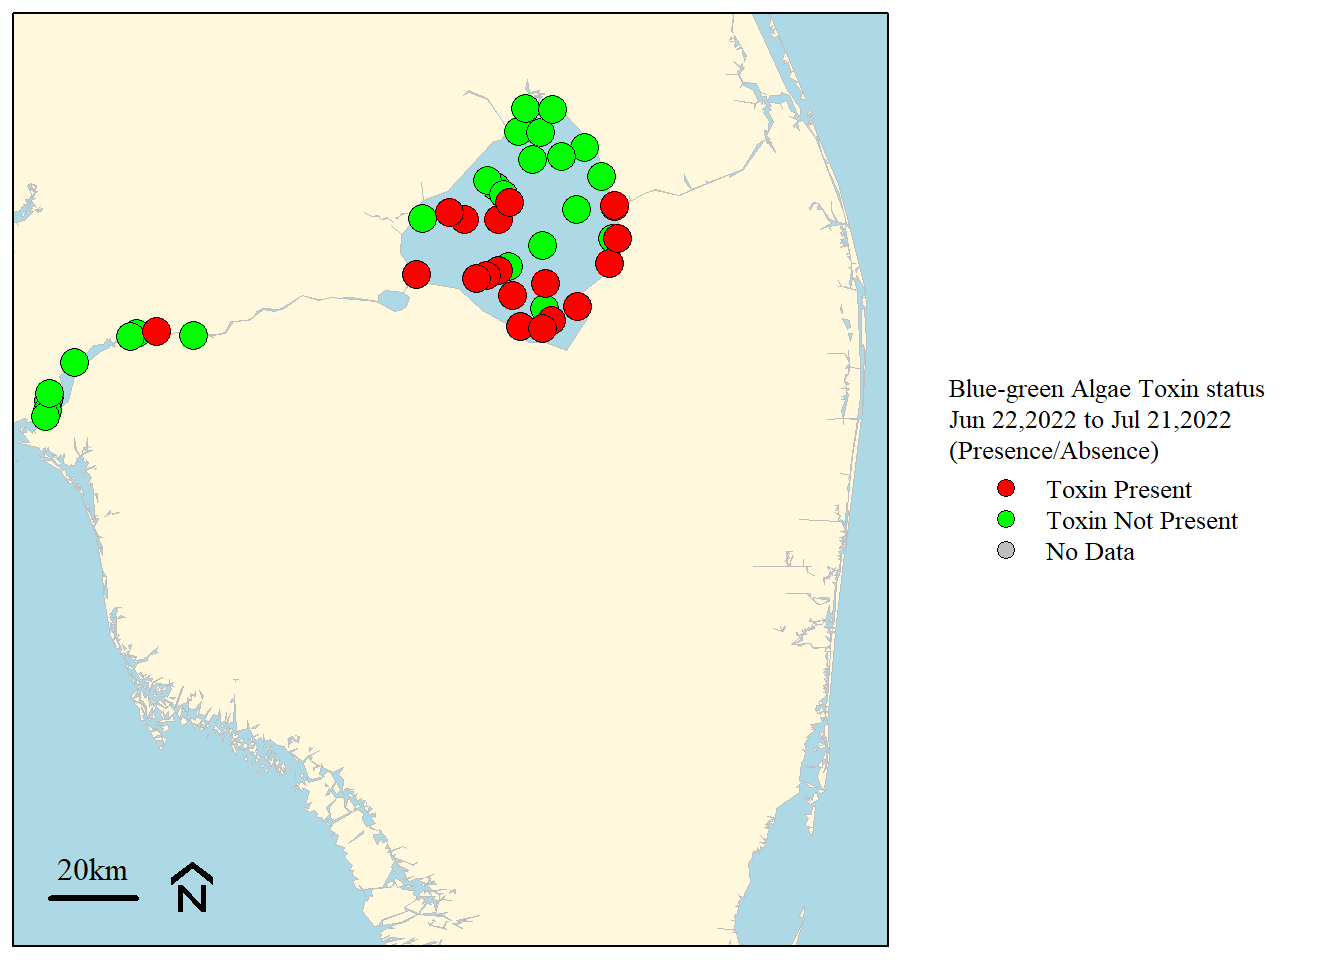 Blue-green Algae Toxin status
Jun 22,2022 to Jul 21,2022
(Presence/Absence)
Toxin Present
Toxin Not Present
No Data
20km
N